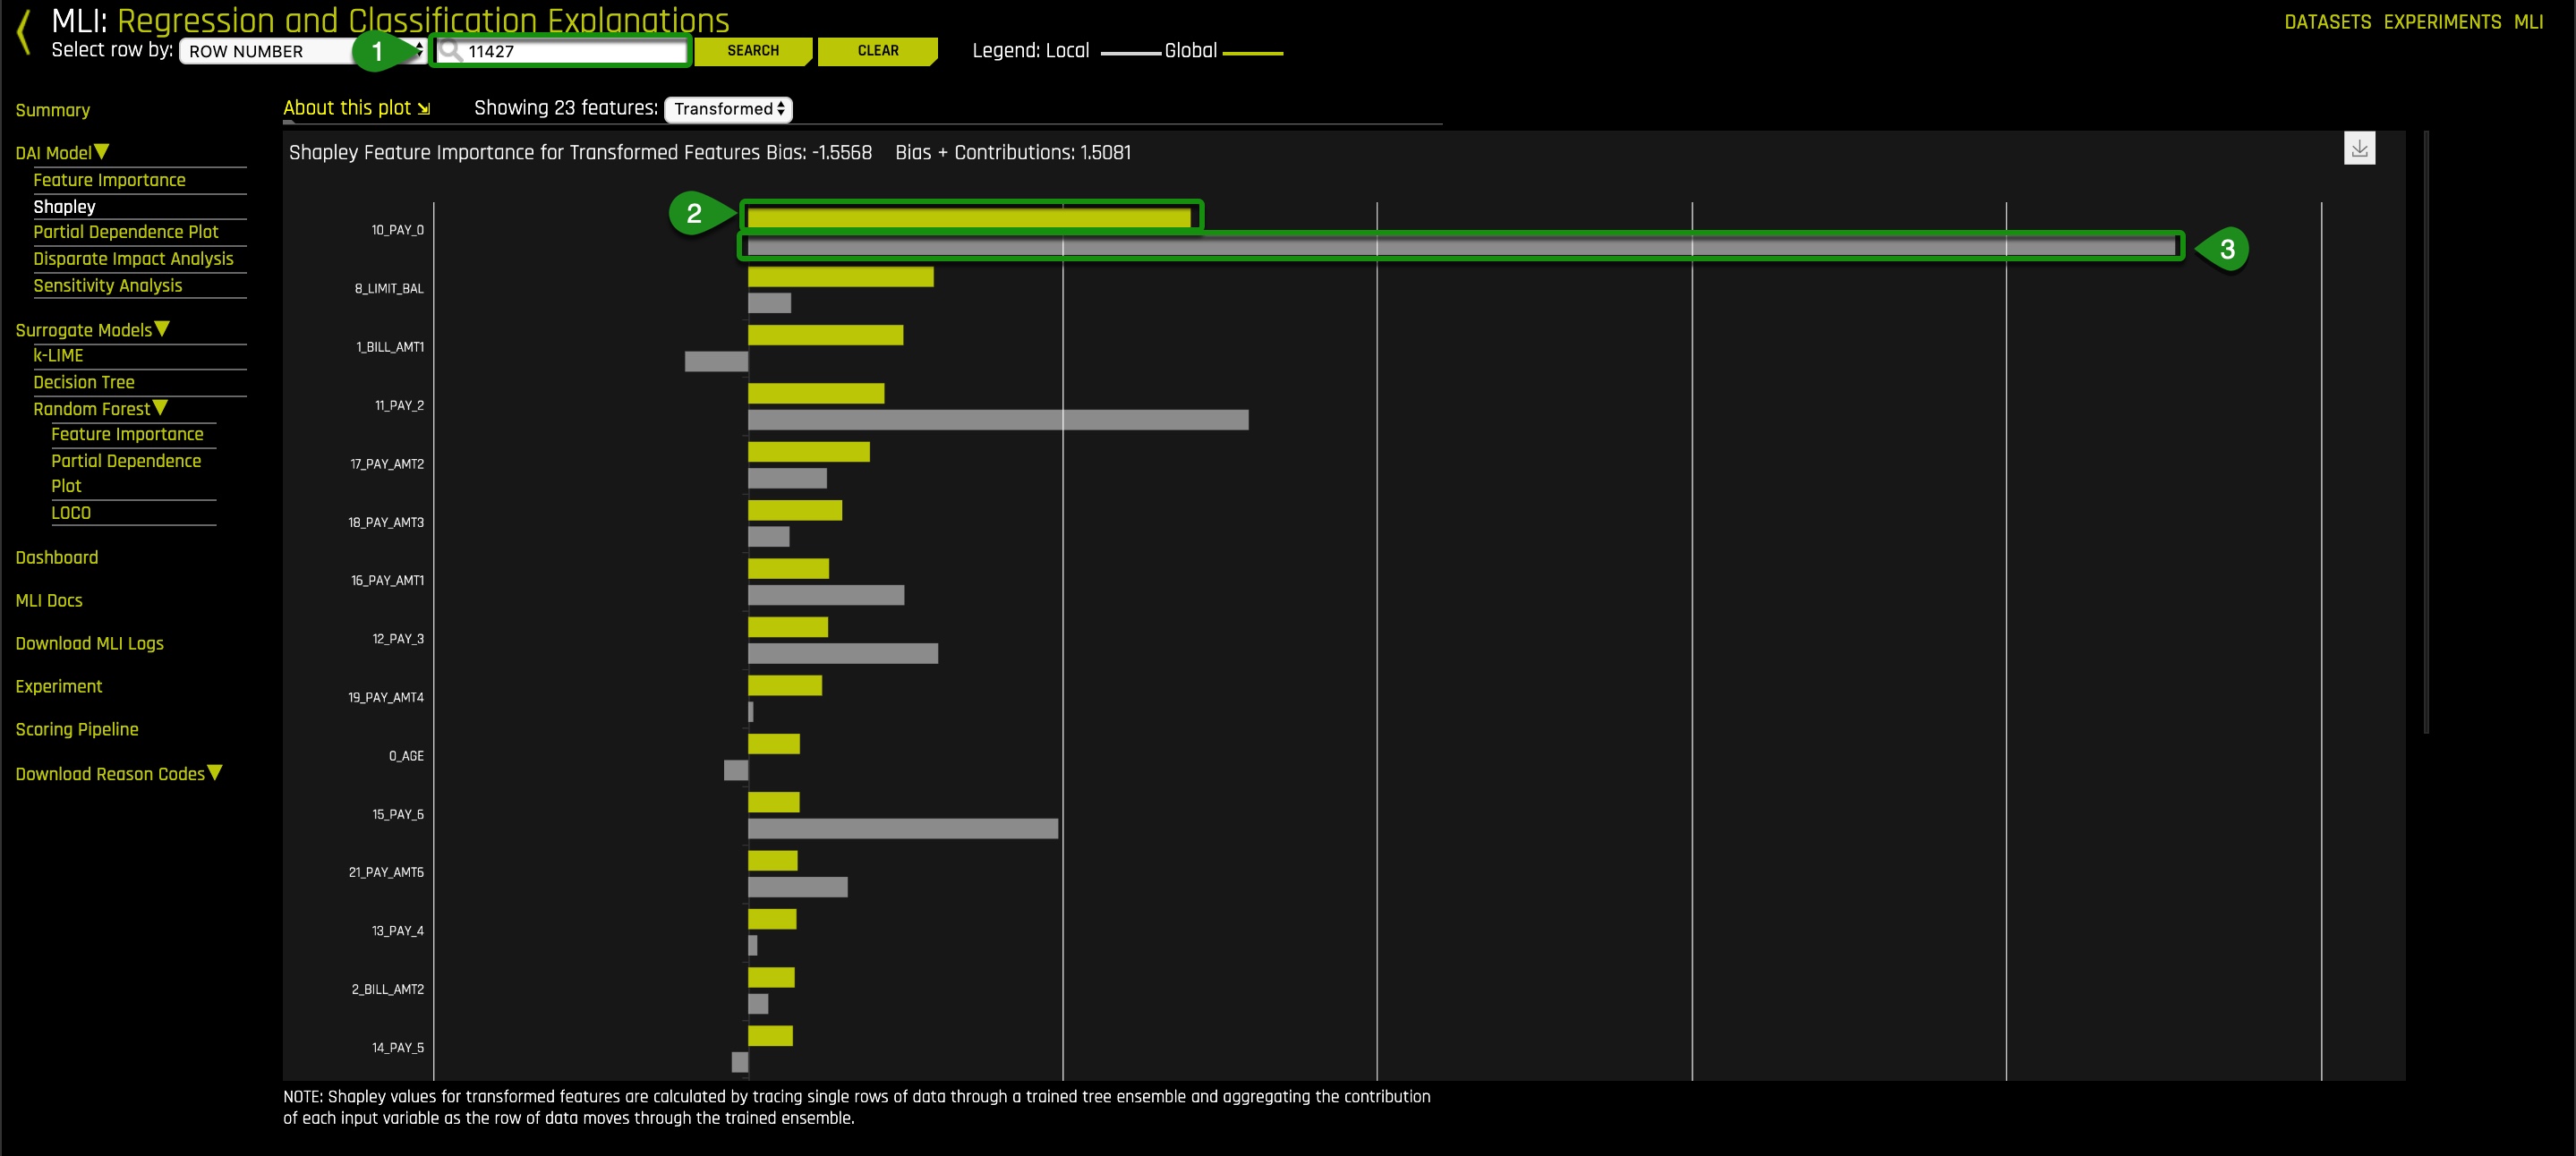 MLI: Regression and Classification Explanations
DATASETS EXPERIMENTS MLI
Select row by: ROW NUMBER 1 11427 SEARCH CLEAR Legend: Local Global
Summary
DAI Model
Feature Importance
Shapley
Partial Dependence Plot
Disparate Impact Analysis
Sensitivity Analysis
Surrogate Models
k-LIME
Decision Tree
Random Forest
Feature Importance
Partial Dependence
Plot
LOCO
Dashboard
MLI Docs
Download MLI Logs
Experiment
Scoring Pipeline
Download Reason Codes
About this plot Showing 23 features: Transformed
Shapley Feature Importance for Transformed Features Bias: -1.5568 Bias + Contributions: 1.5081
2
3
10_PAY_0
8_LIMIT_BAL
1_BILL_AMT1
11_PAY_2
17_PAY_AMT2
18_PAY_AMT3
16_PAY_AMT1
12_PAY_3
19_PAY_AMT4
0_AGE
15_PAY_6
21_PAY_AMT6
13_PAY_4
2_BILL_AMT2
14_PAY_5
NOTE: Shapley values for transformed features are calculated by tracing single rows of data through a trained tree ensemble and aggregating the contribution
of each input variable as the row of data moves through the trained ensemble.